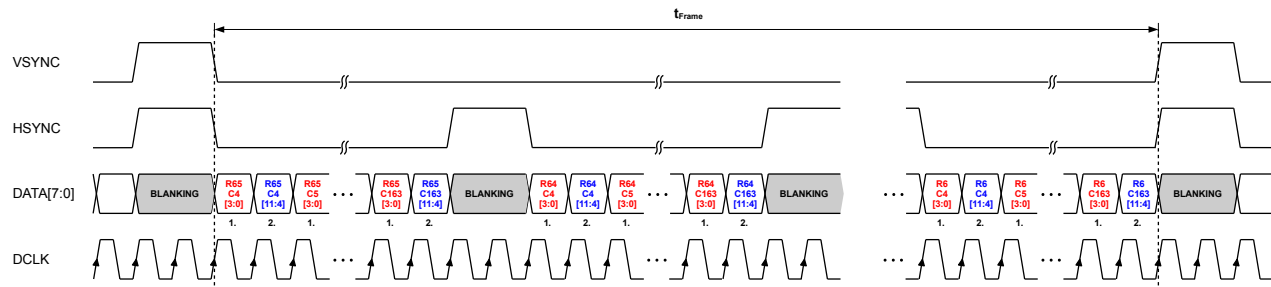 tFrame
VSYNC
HSYNC
DATA[7:0]
BLANKING
R65
C4
[3:0]
R65
C4
[11:4]
R65
C5
[3:0]
• • •
R65
C163
[3:0]
R65
C163
[11:4]
BLANKING
R64
C4
[3:0]
R64
C4
[11:4]
R64
C5
[3:0]
• • •
R64
C163
[3:0]
R64
C163
[11:4]
BLANKING
• • •
R6
C4
[3:0]
R6
C4
[11:4]
R6
C5
[3:0]
• • •
R6
C163
[3:0]
R6
C163
[11:4]
BLANKING
1. 2. 1. 1. 2. 1. 2. 1. 1. 2. 1. 2. 1. 1. 2.
DCLK
• • • • • • • • • • • •